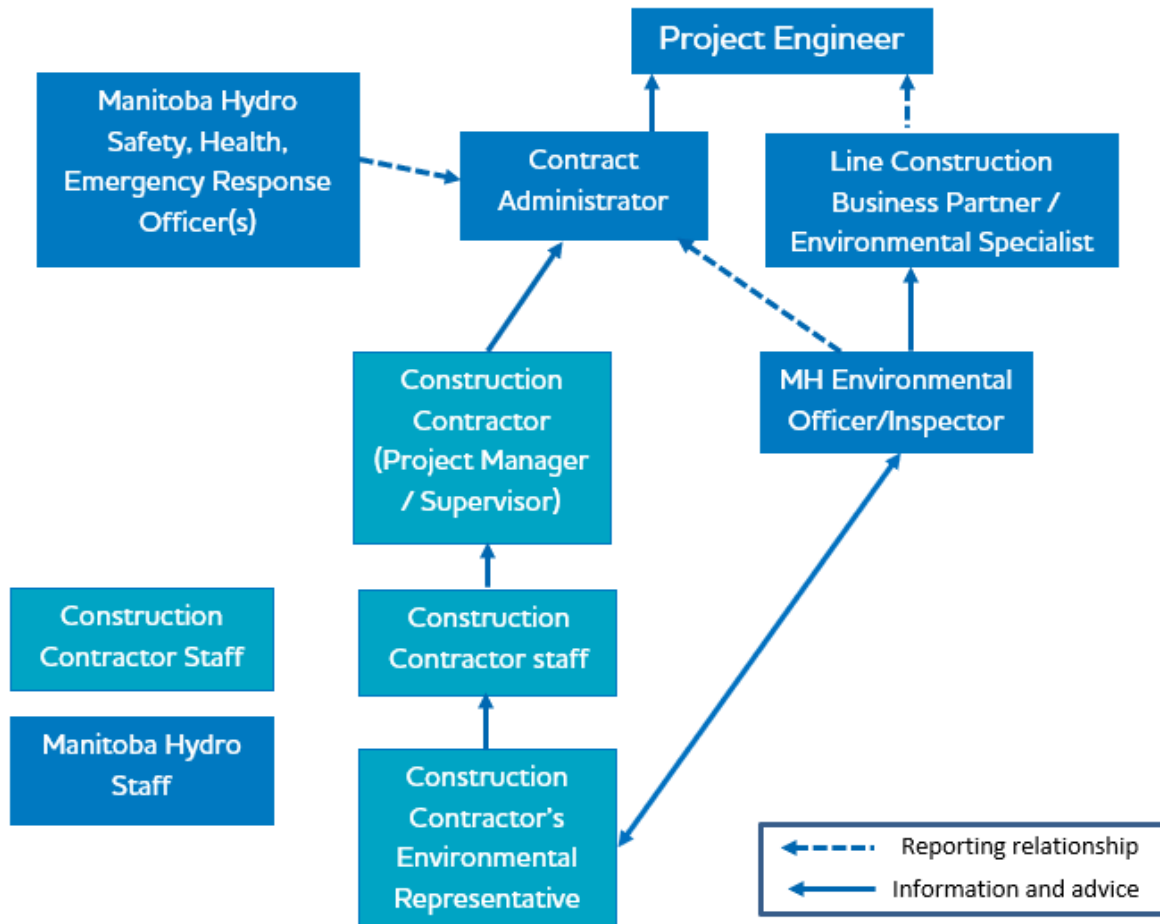 Project Engineer
Manitoba Hydro
Safety, Health,
Emergency Response
Officer(s)
Contract
Administrator
Line Construction
Business Partner /
Environmental Specialist
Construction
Contractor
(Project Manager
/ Supervisor)
MH Environmental
Officer/Inspector
Construction
Contractor Staff
Construction
Contractor staff
Manitoba Hydro
Staff
Construction
Contractor's
Environmental
Representative
Reporting relationship
Information and advice